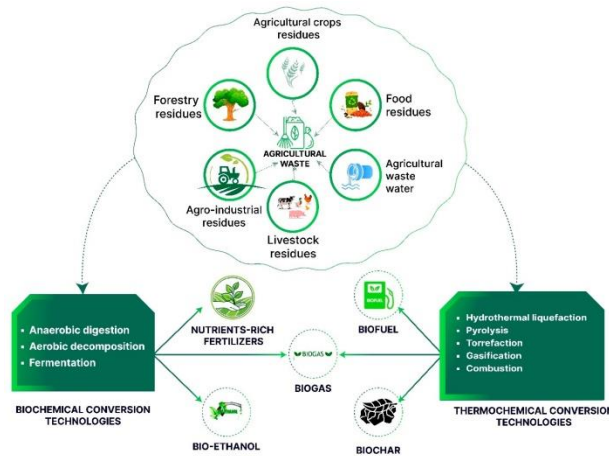 Agricultural crops
residues
Forestry
residues
Food
residues
AGRICULTURAL
WASTE
Agro-industrial
residues
Agricultural
waste
water
Livestock
residues
• Anaerobic digestion
• Aerobic decomposition
• Fermentation
BIOCHEMICAL CONVERSION
TECHNOLOGIES
NUTRIENTS-RICH
FERTILIZERS
BIOFUEL
BIOFUEL
BIOGAS
BIOGAS
BIO-ETHANOL
BIOCHAR
• Hydrothermal liquefaction
• Pyrolysis
• Torrefaction
• Gasification
• Combustion
THERMOCHEMICAL CONVERSION
TECHNOLOGIES